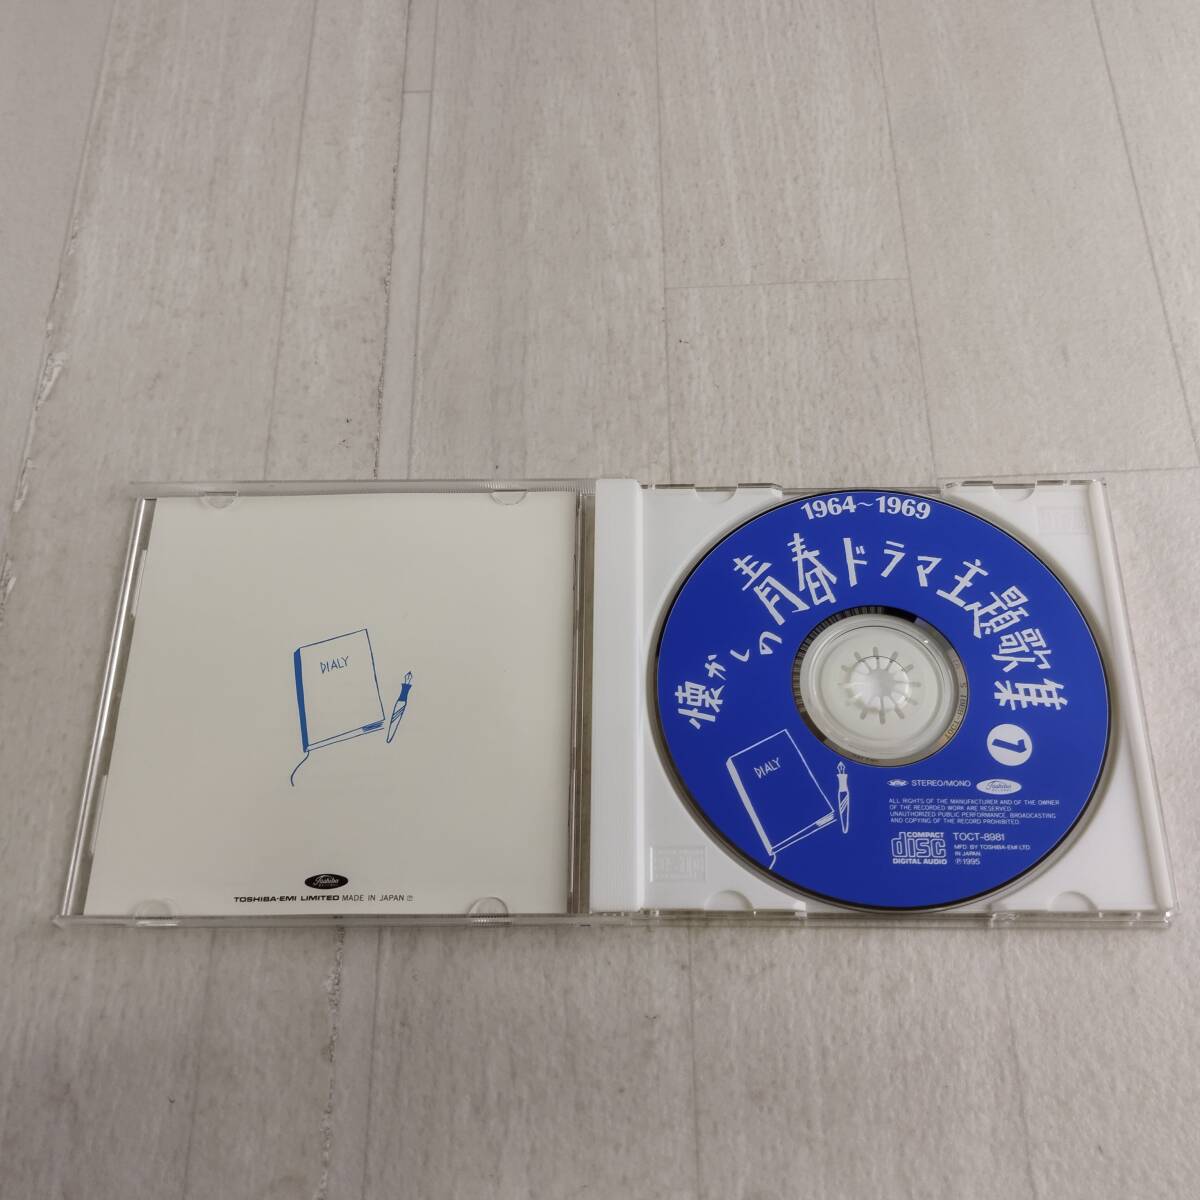 DIALY
Toshiba
TOSHIBA-EMI LIMITED MADE IN JAPAN
1964～1969
懐かしの青春ドラマ主題歌集
1
DIALY
STEREO/MONO
Toshiba
ALL RIGHTS OF THE MANUFACTURER AND OF THE OWNER
OF THE RECORDED WORK ARE RESERVED.
UNAUTHORIZED PUBLIC PERFORMANCE, BROADCASTING
AND COPYING OF THE RECORD PROHIBITED.
COMPACT
disc
DIGITAL AUDIO
TOCT-8981
MFD. BY TOSHIBA-EMI LTD.
IN JAPAN.
℗1995